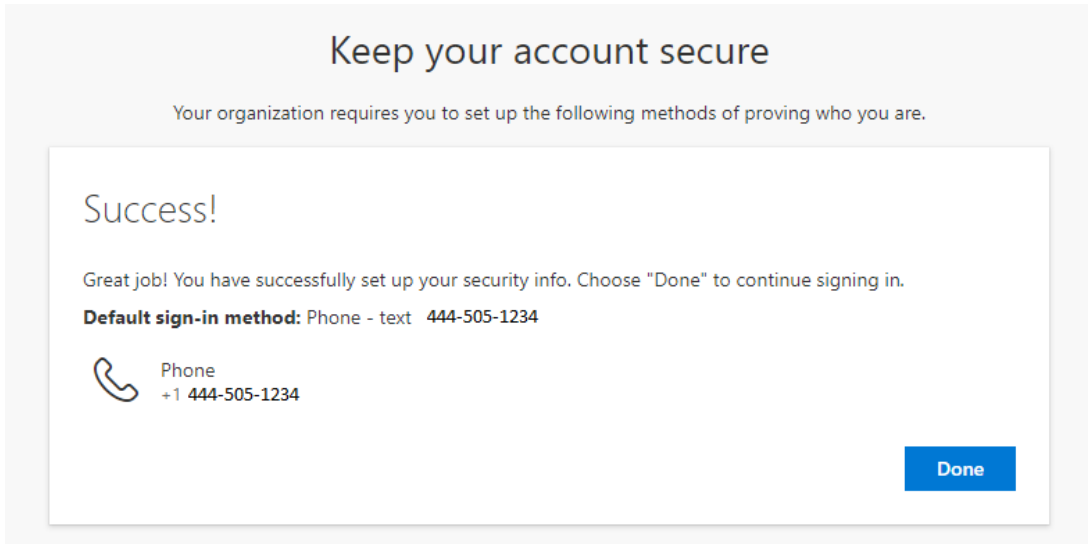 Keep your account secure
Your organization requires you to set up the following methods of proving who you are.
Success!
Great job! You have successfully set up your security info. Choose "Done" to continue signing in.
Default sign-in method: Phone - text 444-505-1234
Phone
+1 444-505-1234
Done